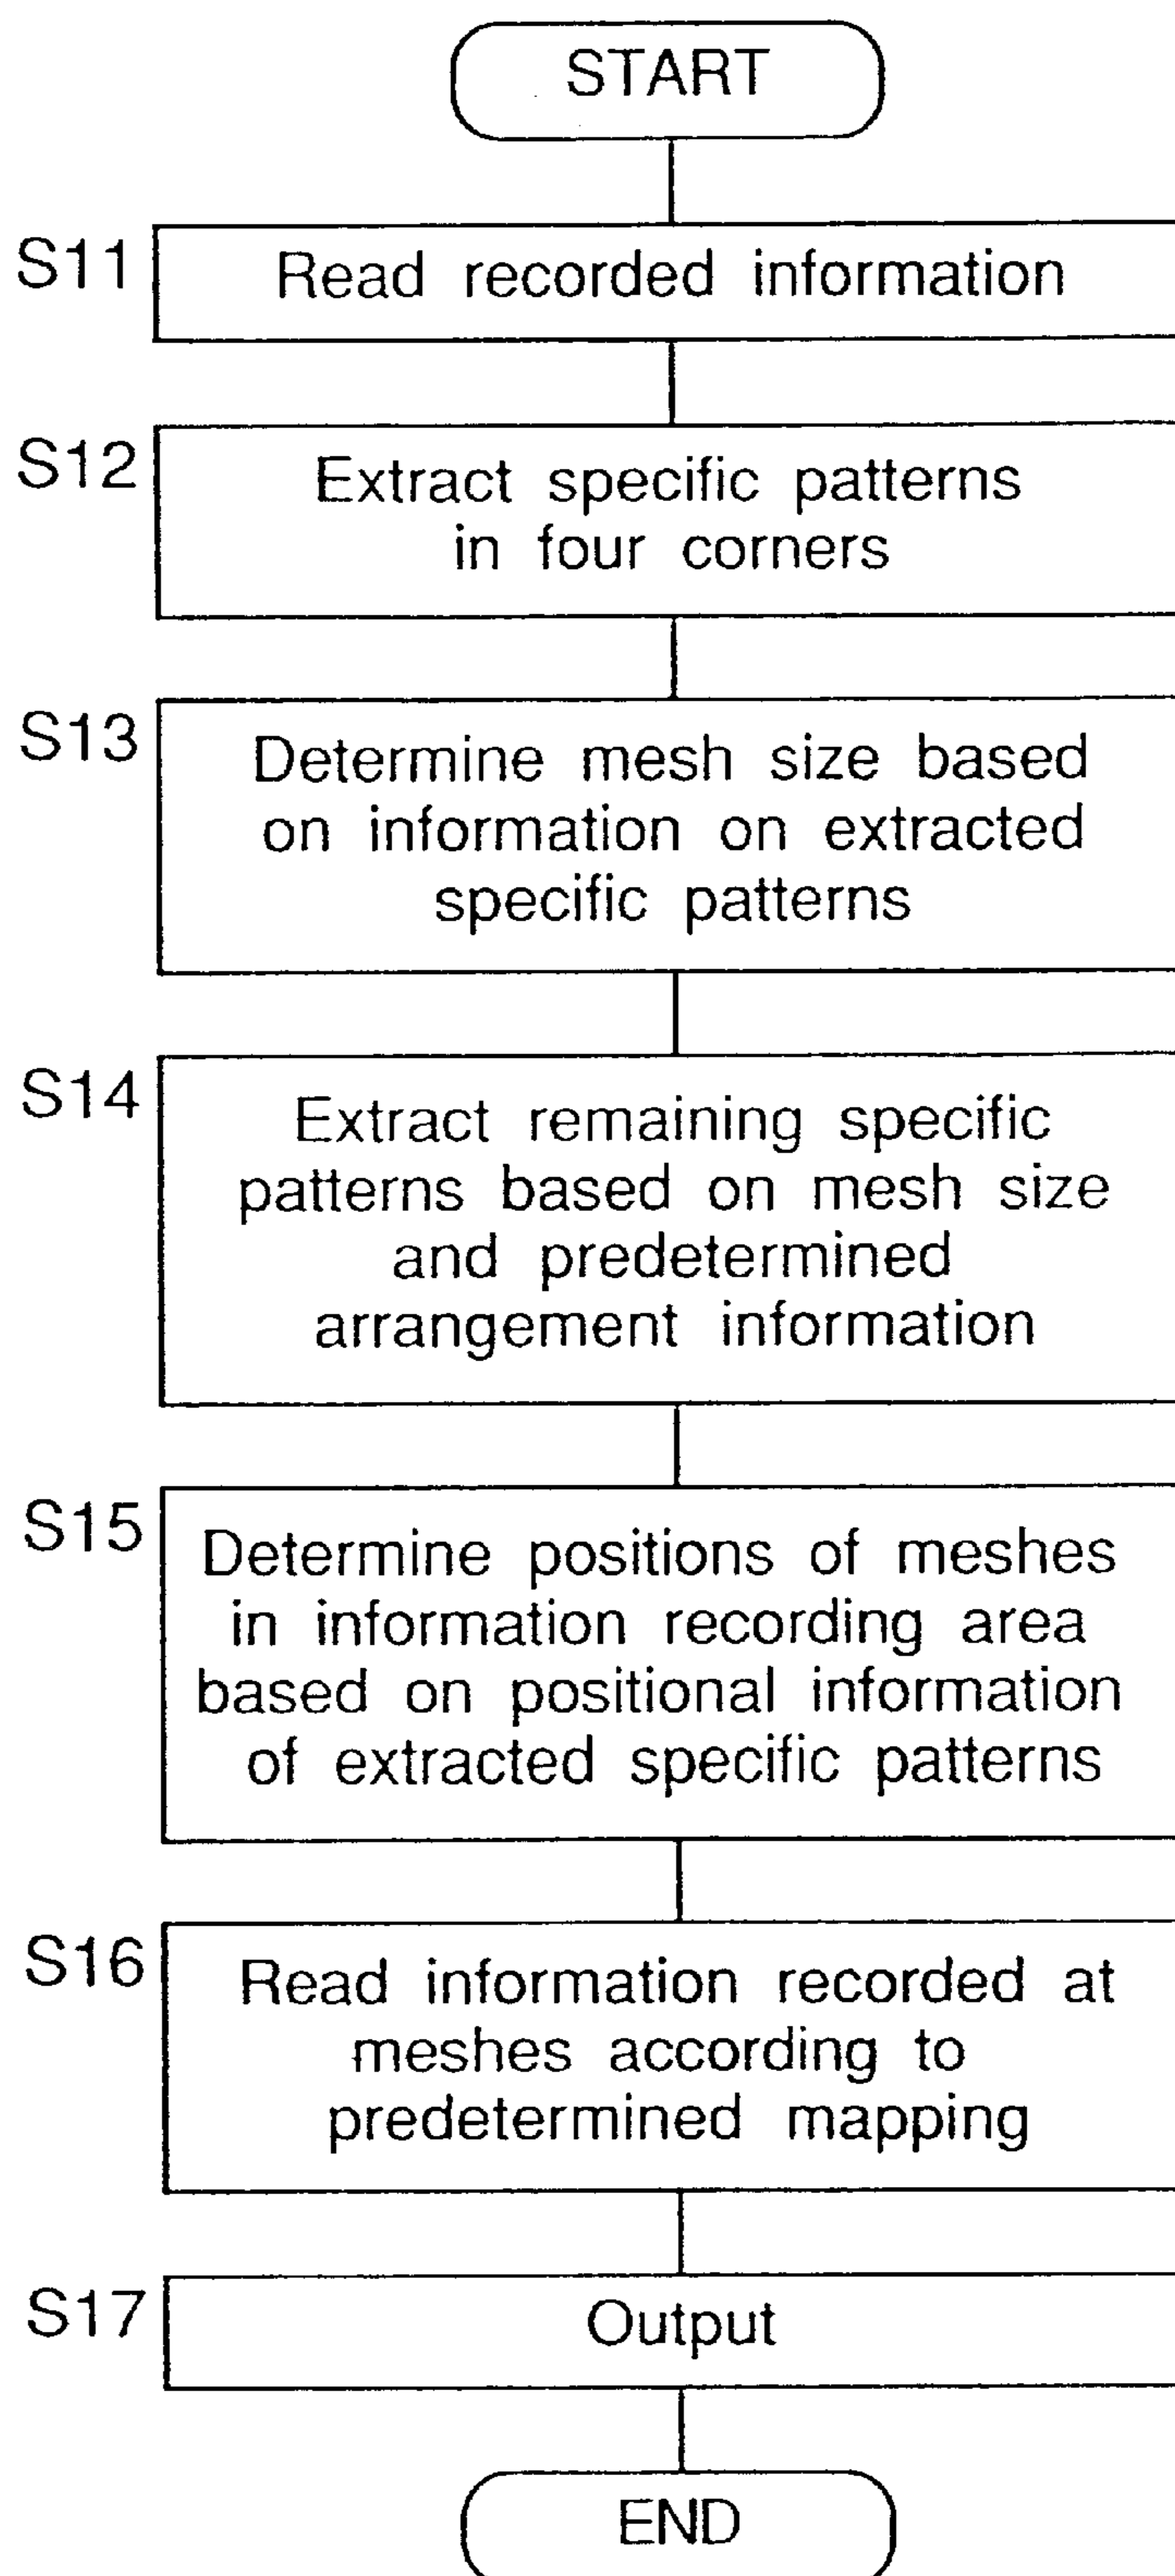 START
S11
Read recorded information
S12
Extract specific patterns
in four corners
S13
Determine mesh size based
on information on extracted
specific patterns
S14
Extract remaining specific
patterns based on mesh size
and predetermined
arrangement information
S15
Determine positions of meshes
in information recording area
based on positional information
of extracted specific patterns
S16
Read information recorded at
meshes according to
predetermined mapping
S17
Output
END